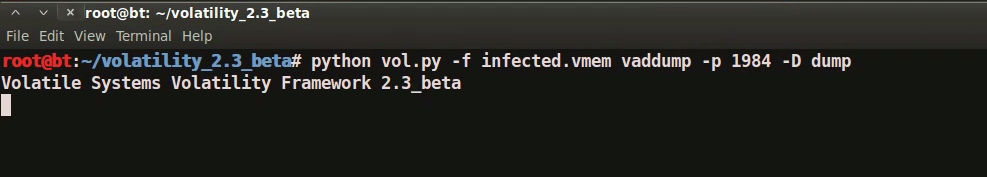 root@bt: ~/volatility_2.3_beta
File Edit View Terminal Help
root@bt:~/volatility_2.3_beta# python vol.py -f infected.vmem vaddump -p 1984 -D dump
Volatile Systems Volatility Framework 2.3_beta